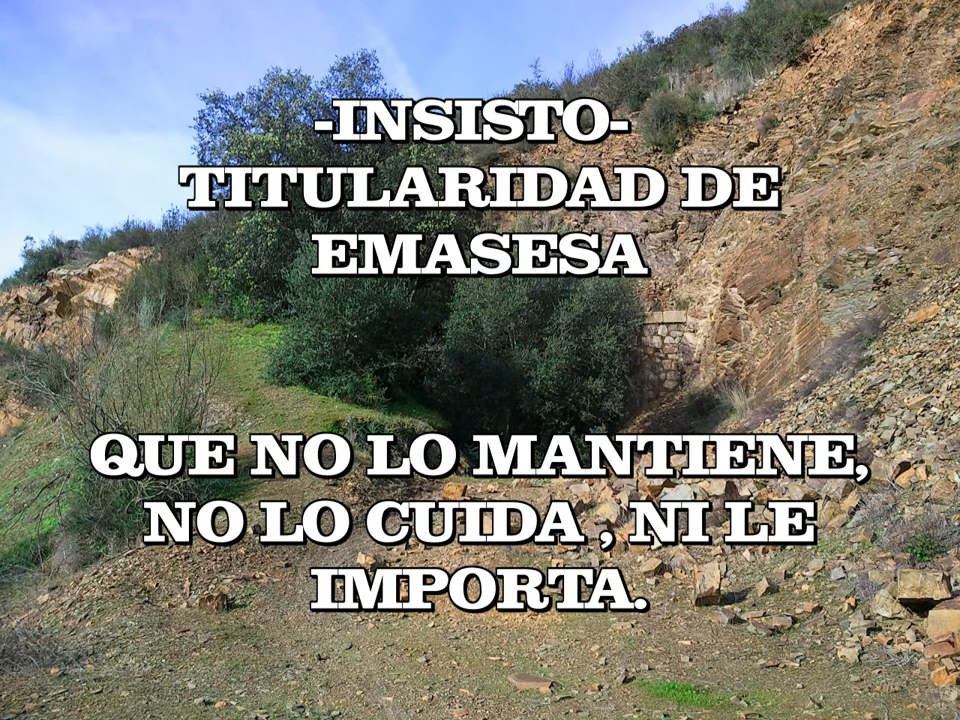 -INSISTO-
TITULARIDAD DE
EMASESA
QUE NO LO MANTIENE,
NO LO CUIDA , NI LE
IMPORTA.